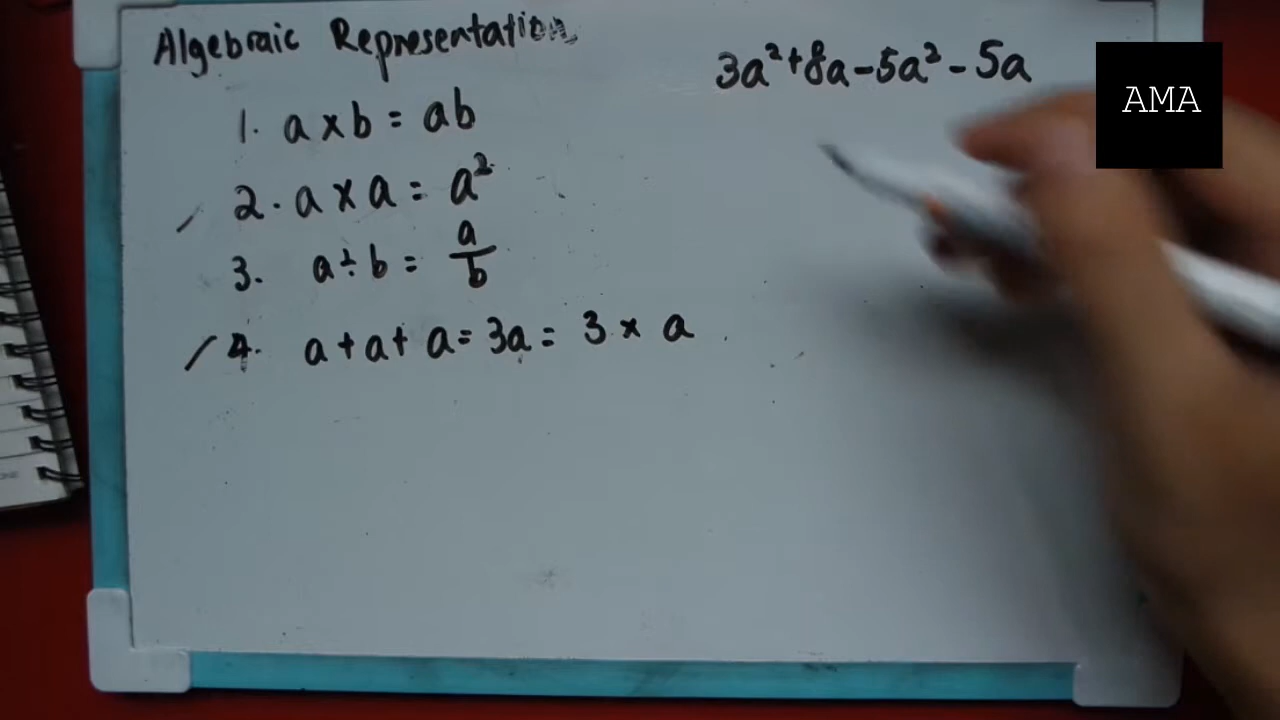 Algebraic Representation
1. a × b = ab
2. a × a = a²
3. a ÷ b = a/b
4. a + a + a = 3a = 3 × a
3a² + 8a - 5a² - 5a
AMA